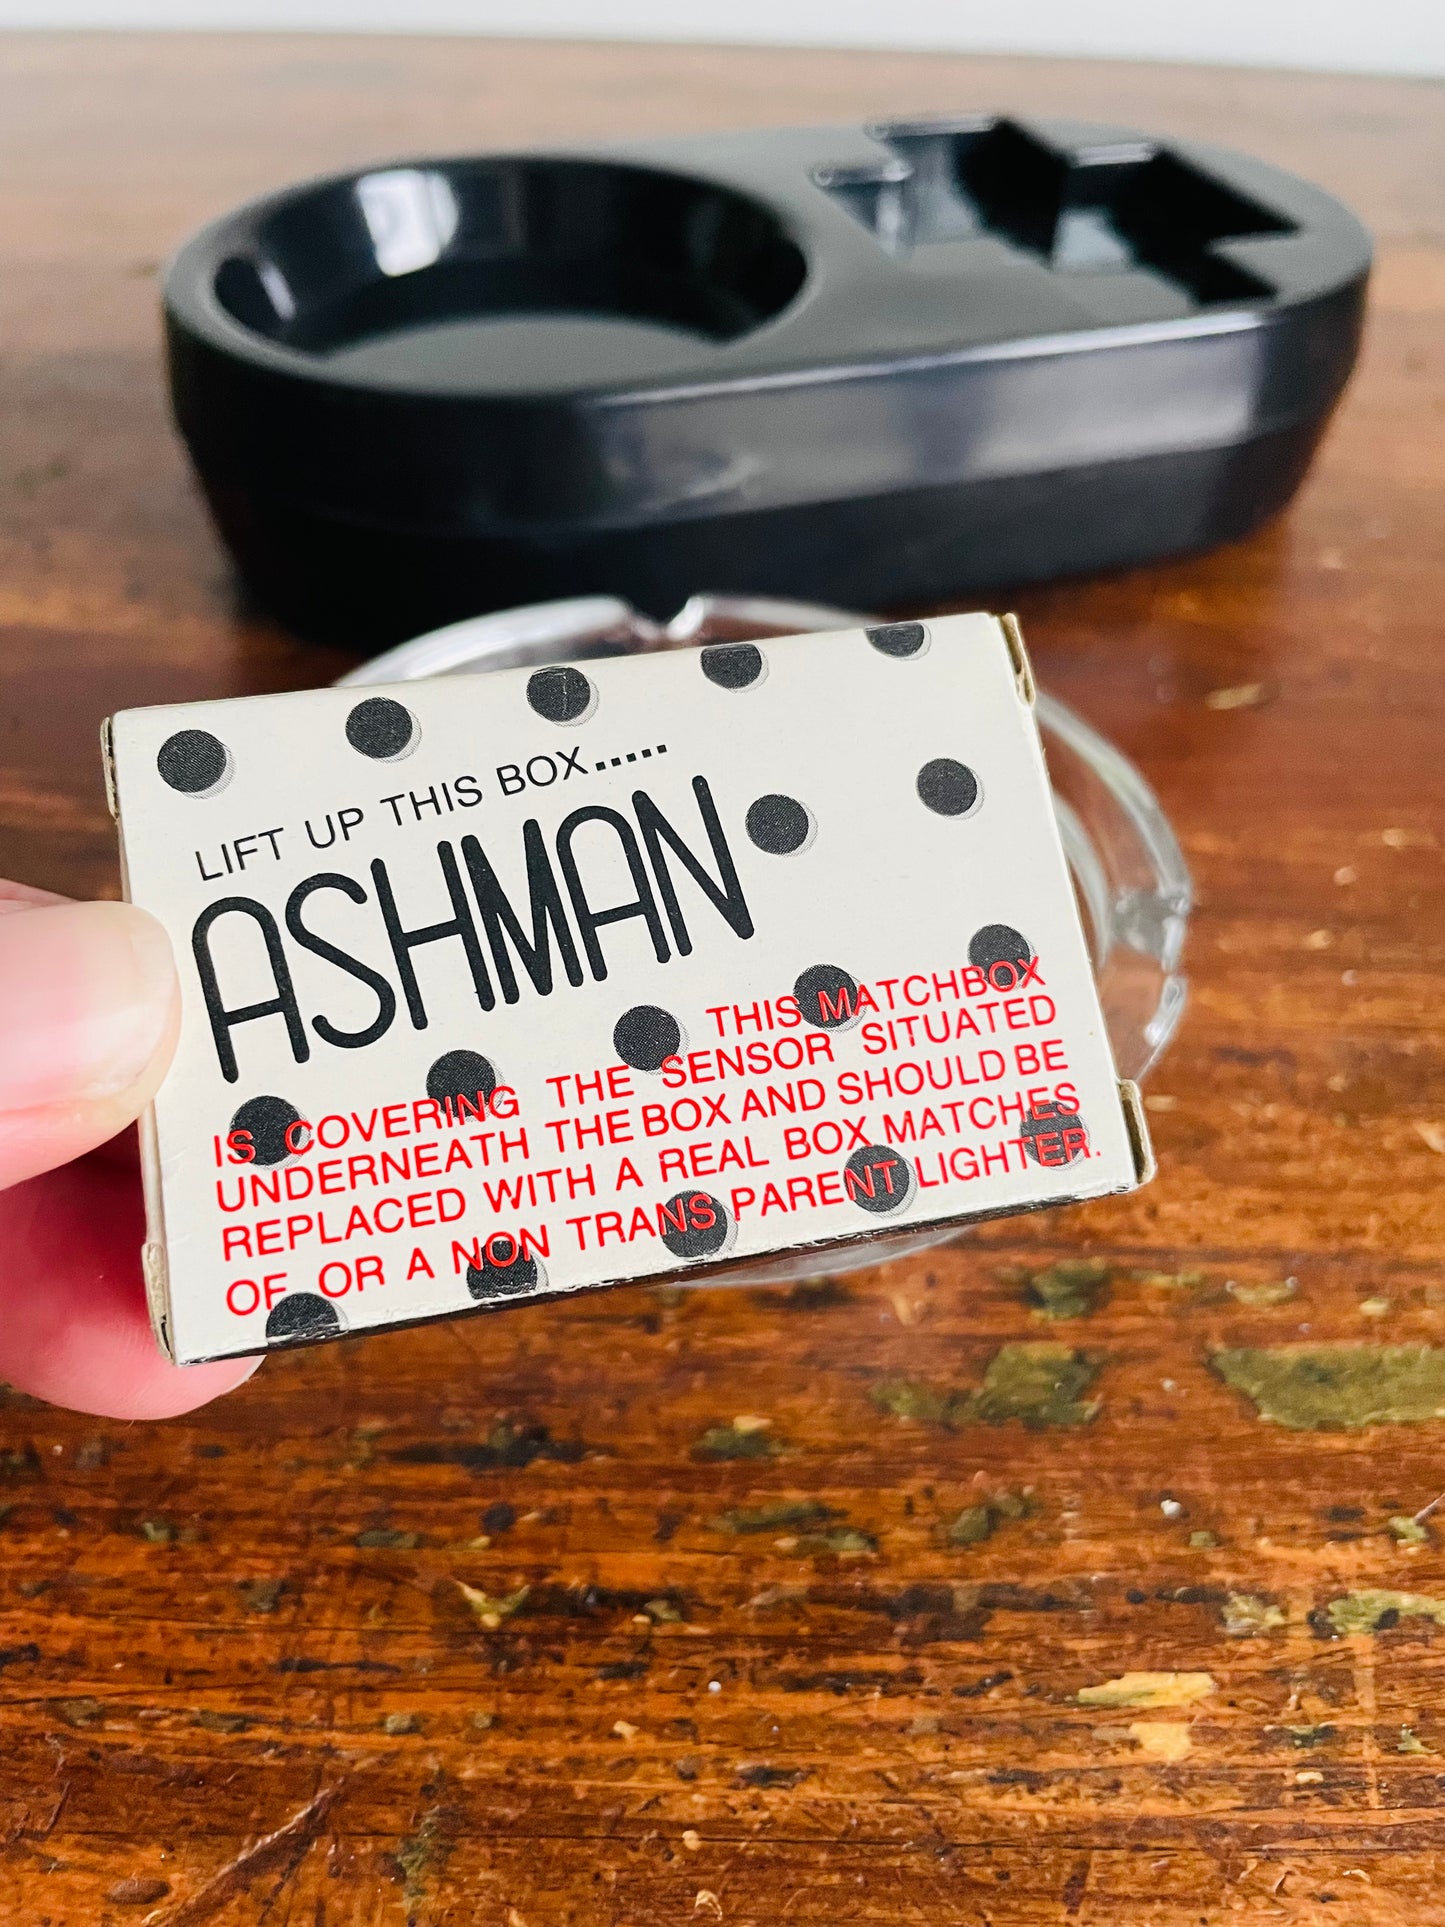 LIFT UP THIS BOX.....
ASHMAN
THIS MATCHBOX
IS COVERING THE SENSOR SITUATED
UNDERNEATH THE BOX AND SHOULD BE
REPLACED WITH A REAL BOX MATCHES
OF OR A NON TRANS PARENT LIGHTER.